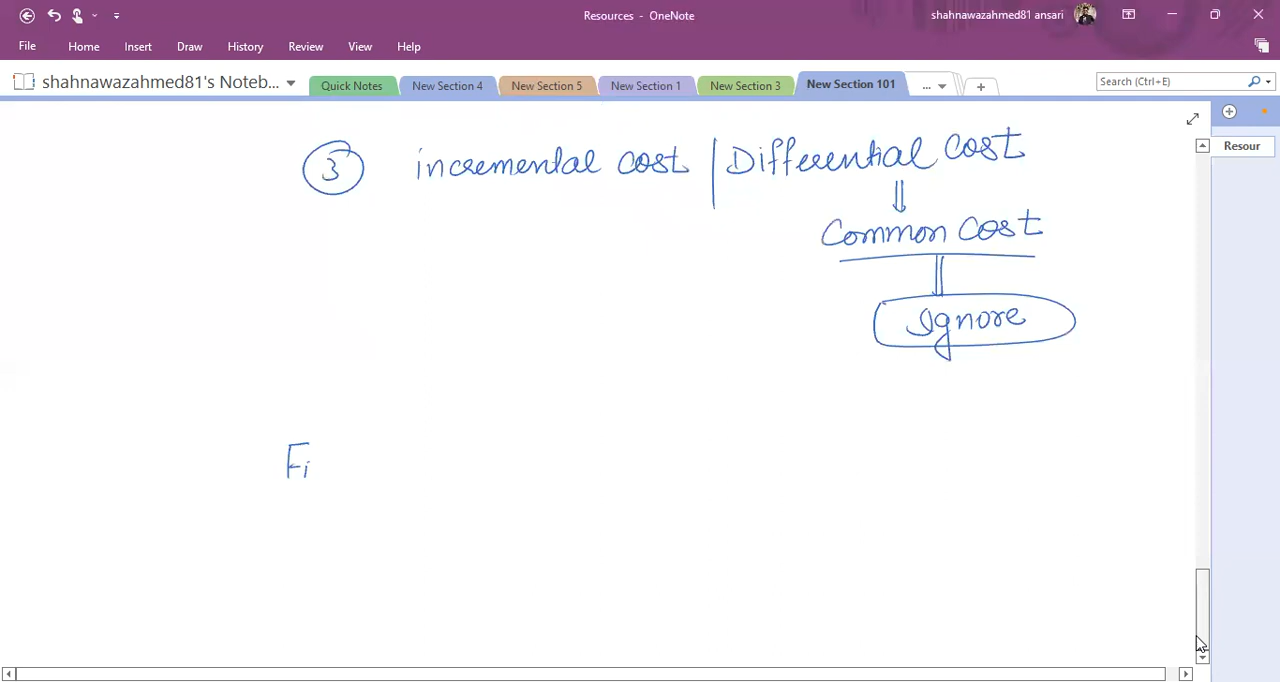 Resources - OneNote
shahnawazahmed81 ansari
File Home Insert Draw History Review View Help
shahnawazahmed81's Noteb... Quick Notes New Section 4 New Section 5 New Section 1 New Section 3 New Section 101 ... Search (Ctrl+E)
Resour
3 incremental cost | Differential cost
Common Cost
Ignore
Fi